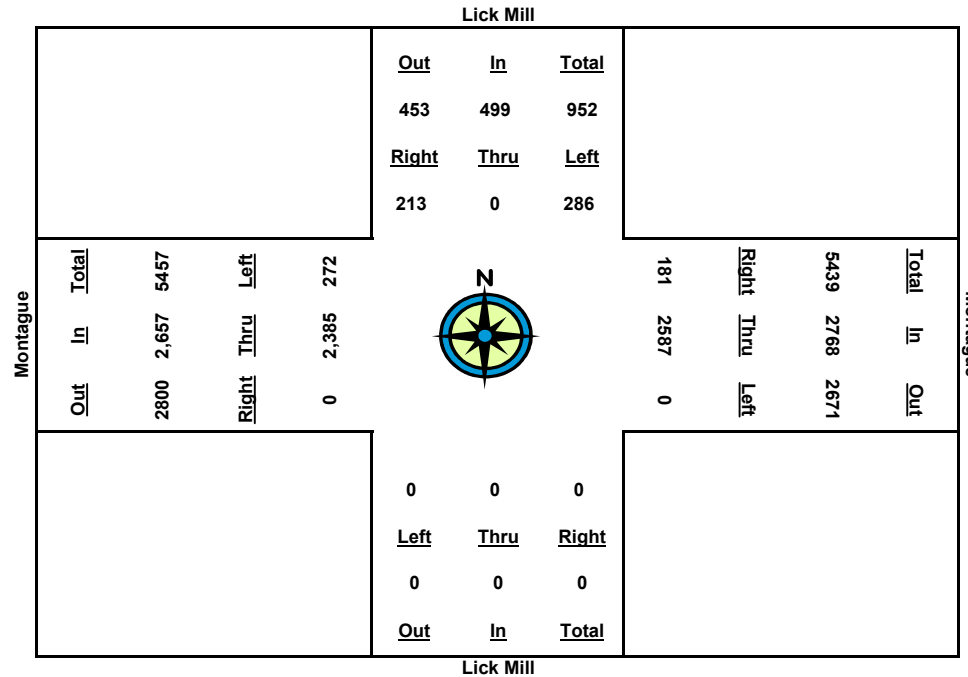 Lick Mill
Out In Total
453 499 952
Right Thru Left
213 0 286
Montague
Total 5457 Left 272
In 2,657 Thru 2,385
Out 2800 Right 0
N
181 Right 5439 Total
2587 Thru 2768 In
0 Left 2671 Out
0 0 0
Left Thru Right
0 0 0
Out In Total
Lick Mill